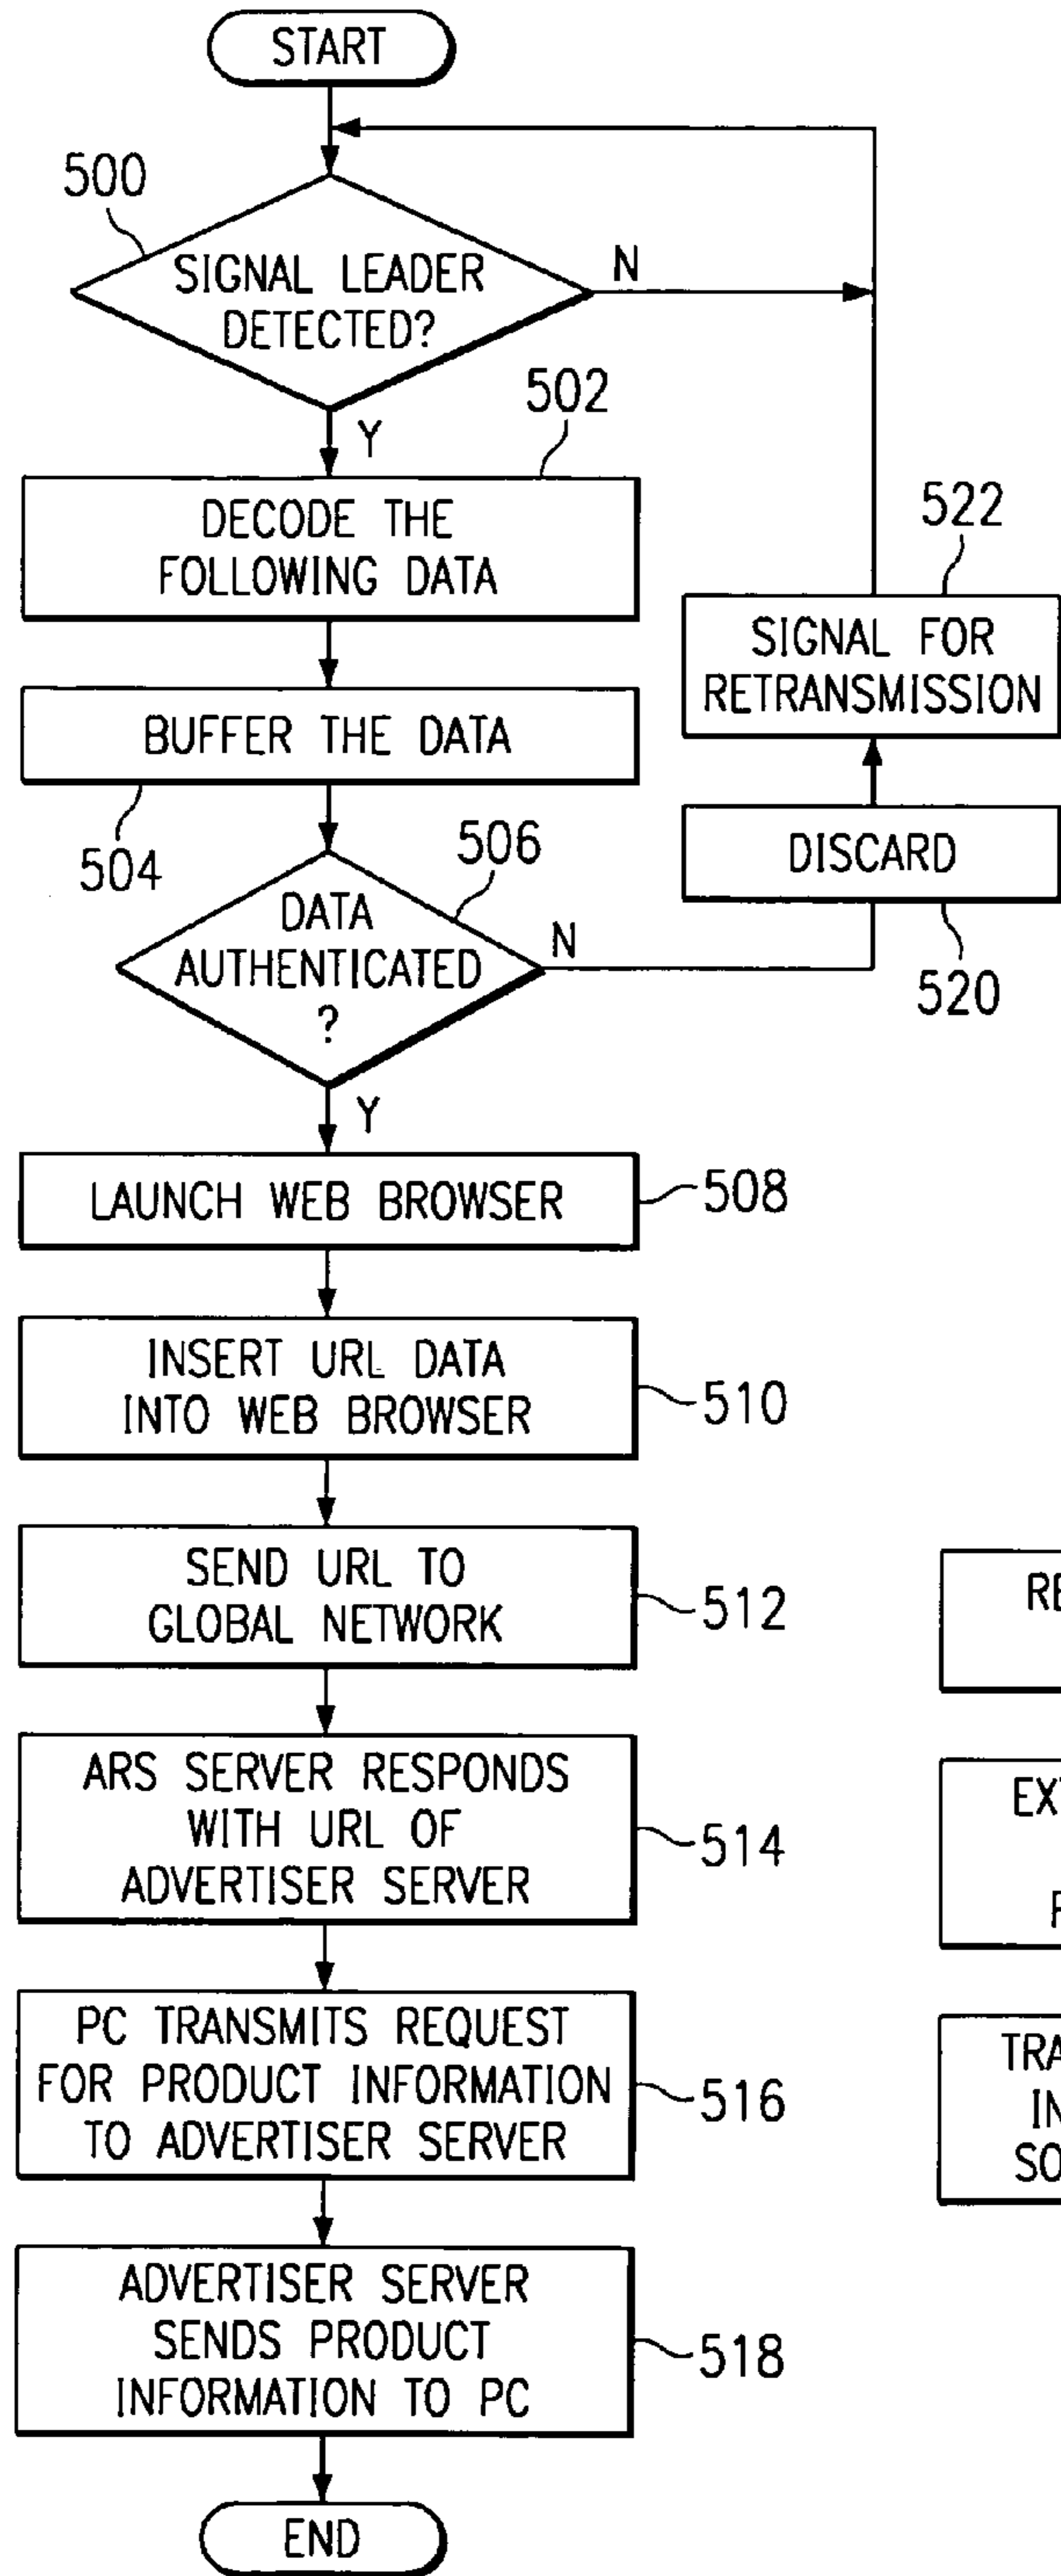 START
500
SIGNAL LEADER
DETECTED?
N
Y
502
DECODE THE
FOLLOWING DATA
522
SIGNAL FOR
RETRANSMISSION
BUFFER THE DATA
504
DISCARD
520
506
DATA
AUTHENTICATED
?
N
Y
LAUNCH WEB BROWSER
508
INSERT URL DATA
INTO WEB BROWSER
510
SEND URL TO
GLOBAL NETWORK
512
ARS SERVER RESPONDS
WITH URL OF
ADVERTISER SERVER
514
PC TRANSMITS REQUEST
FOR PRODUCT INFORMATION
TO ADVERTISER SERVER
516
ADVERTISER SERVER
SENDS PRODUCT
INFORMATION TO PC
518
END